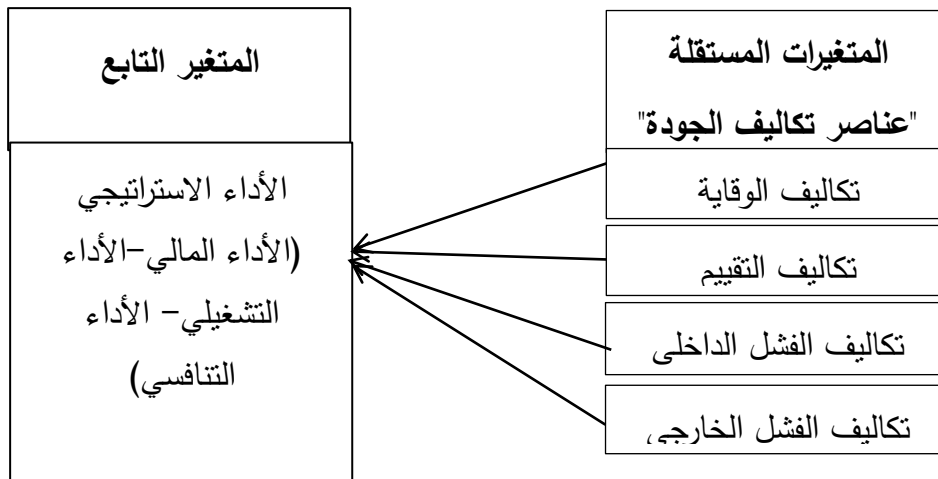 المتغيرات المستقلة
"عناصر تكاليف الجودة"
تكاليف الوقاية
تكاليف التقييم
تكاليف الفشل الداخلى
تكاليف الفشل الخارجى
المتغير التابع
الأداء الاستراتيجي
(الأداء المالي-الأداء
التشغيلي- الأداء
التنافسي)